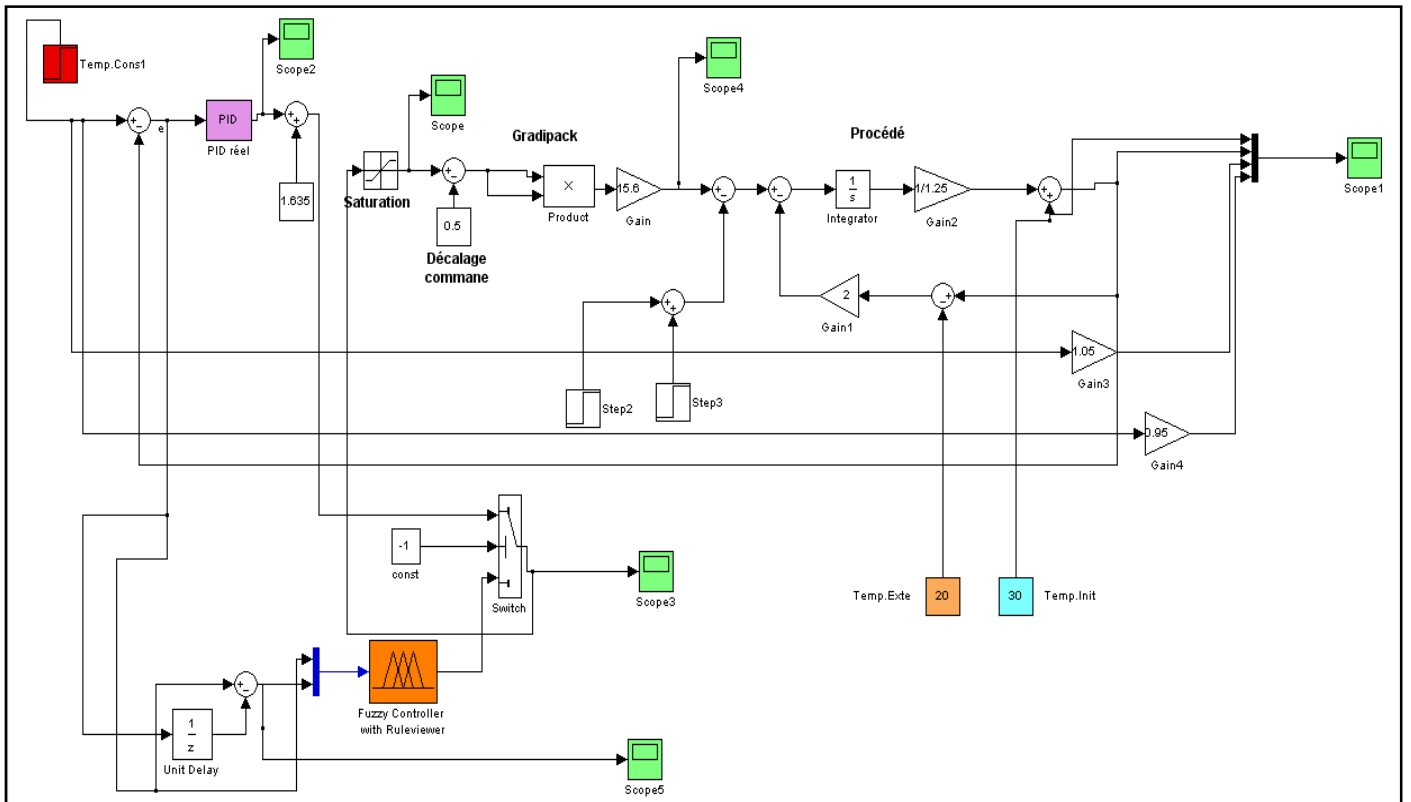 Temp.Cons1
Scope2
Scope
Scope4
Scope1
e
PID
PID réel
1.635
Saturation
0.5
Décalage
commane
Gradipack
X
Product
15.6
Gain
Procédé
1
s
Integrator
1/1.25
Gain2
2
Gain1
1.05
Gain3
0.95
Gain4
Step2
Step3
-1
const
Switch
Scope3
Temp.Exte
20
30
Temp.Init
Fuzzy Controller
with Ruleviewer
1
z
Unit Delay
Scope5